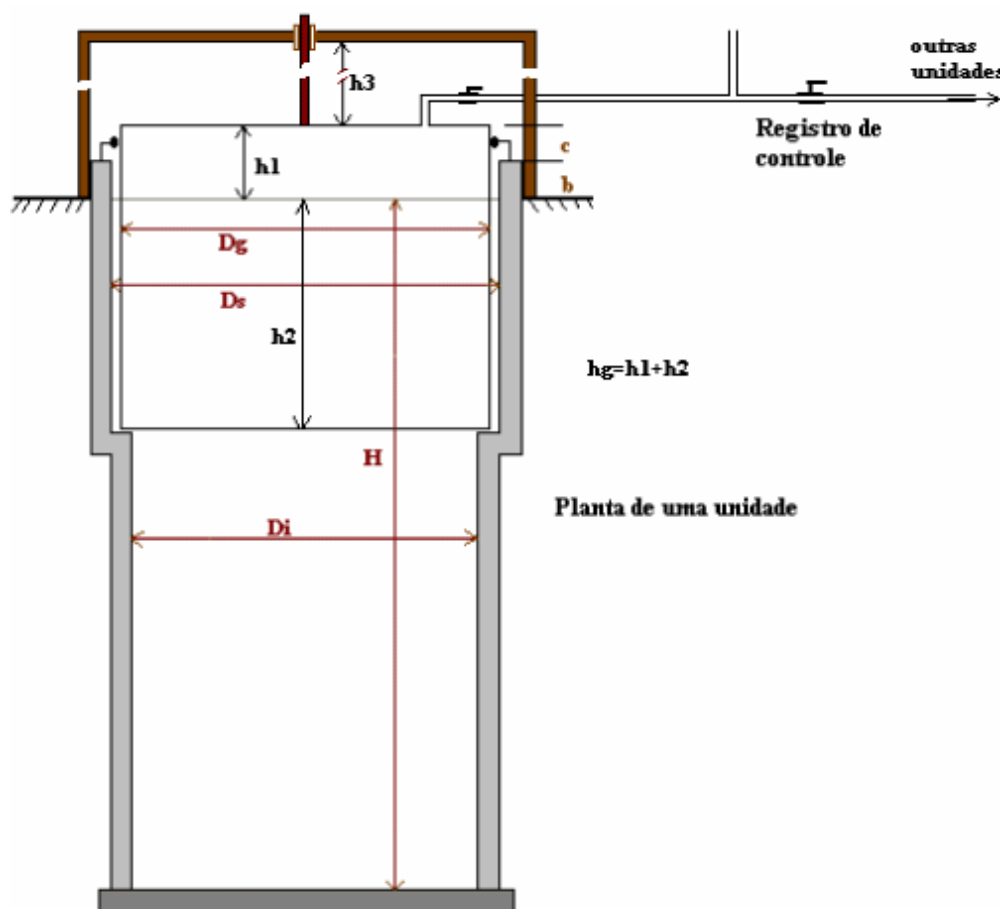 outras
unidades
h3
Registro de
controle
c
h1
b
Dg
Ds
h2
hg=h1+h2
H
Planta de uma unidade
Di